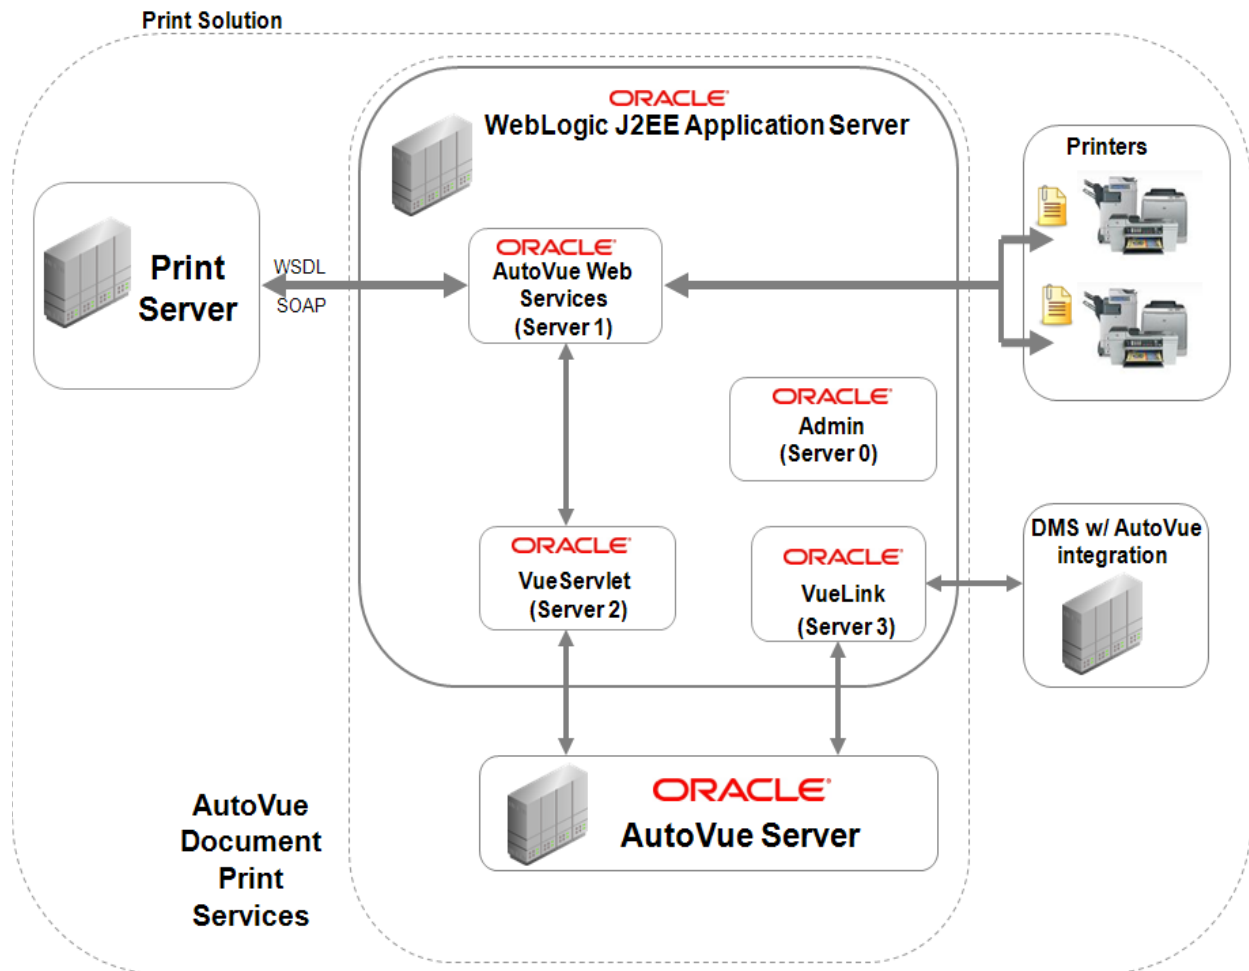 Print Solution
ORACLE®
WebLogic J2EE Application Server
Printers
Print
Server
WSDL
SOAP
ORACLE®
AutoVue Web
Services
(Server 1)
ORACLE®
Admin
(Server 0)
ORACLE®
VueServlet
(Server 2)
ORACLE®
VueLink
(Server 3)
DMS w/ AutoVue
integration
ORACLE®
AutoVue Server
AutoVue
Document
Print
Services